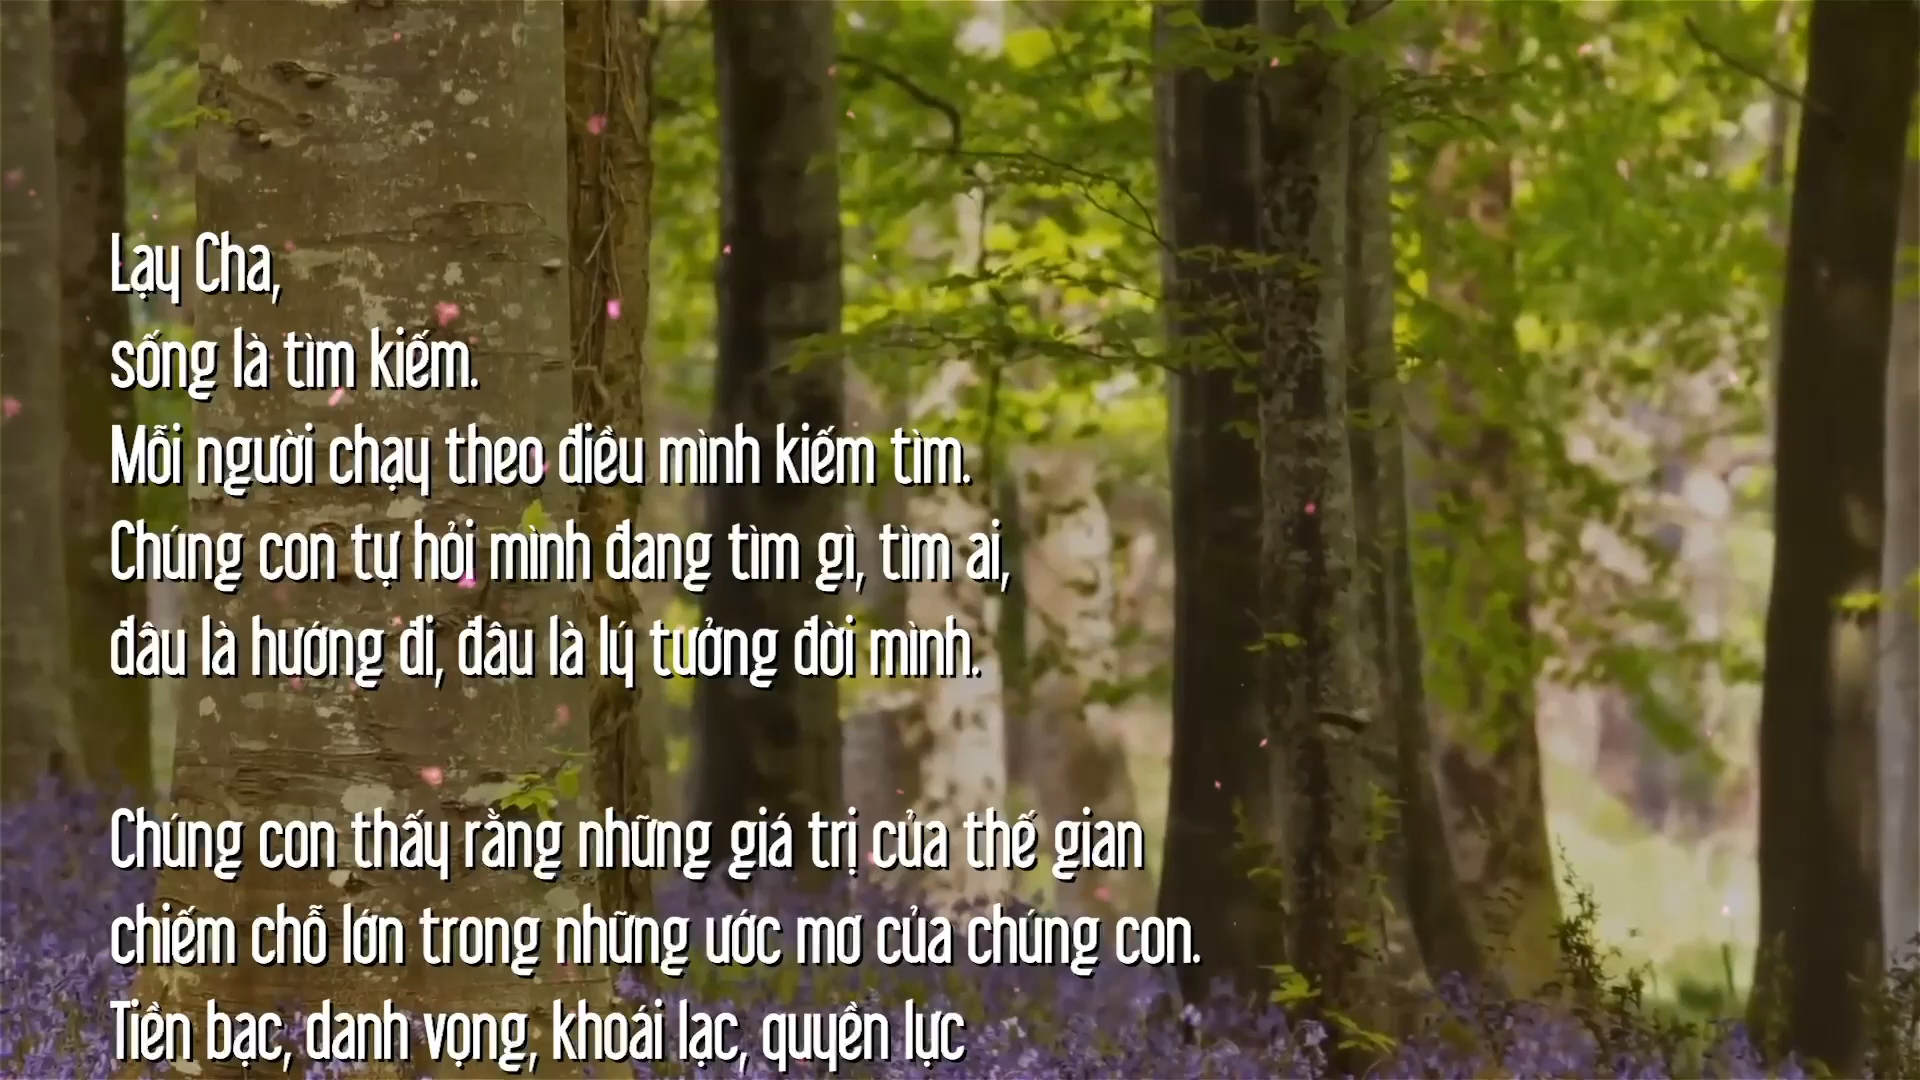 Lạy Cha,
sống là tìm kiếm.
Mỗi người chạy theo điều mình kiếm tìm.
Chúng con tự hỏi mình đang tìm gì, tìm ai,
đâu là hướng đi, đâu là lý tưởng đời mình.
Chúng con thấy rằng những giá trị của thế gian
chiếm chỗ lớn trong những ước mơ của chúng con.
Tiền bạc, danh vọng, khoái lạc, quyền lực